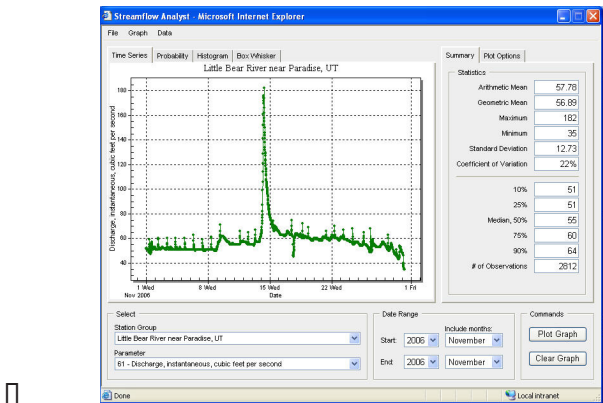 Streamflow Analyst - Microsoft Internet Explorer
File Graph Data
Time Series Probability Histogram Box Whisker
Little Bear River near Paradise, UT
Discharge, instantaneous, cubic feet per second
180
160
140
120
100
80
60
40
1 Wed 8 Wed 15 Wed 22 Wed 1 Fri
Nov 2006 Date
Summary Plot Options
Statistics
Arithmetic Mean 57.78
Geometric Mean 56.89
Maximum 182
Minimum 35
Standard Deviation 12.73
Coefficient of Variation 22%
10% 51
25% 51
Median, 50% 55
75% 60
90% 64
# of Observations 2812
Select
Station Group
Little Bear River near Paradise, UT
Parameter
61 - Discharge, instantaneous, cubic feet per second
Date Range
Include months:
Start: 2006 November
End: 2006 November
Commands
Plot Graph
Clear Graph
Done Local intranet